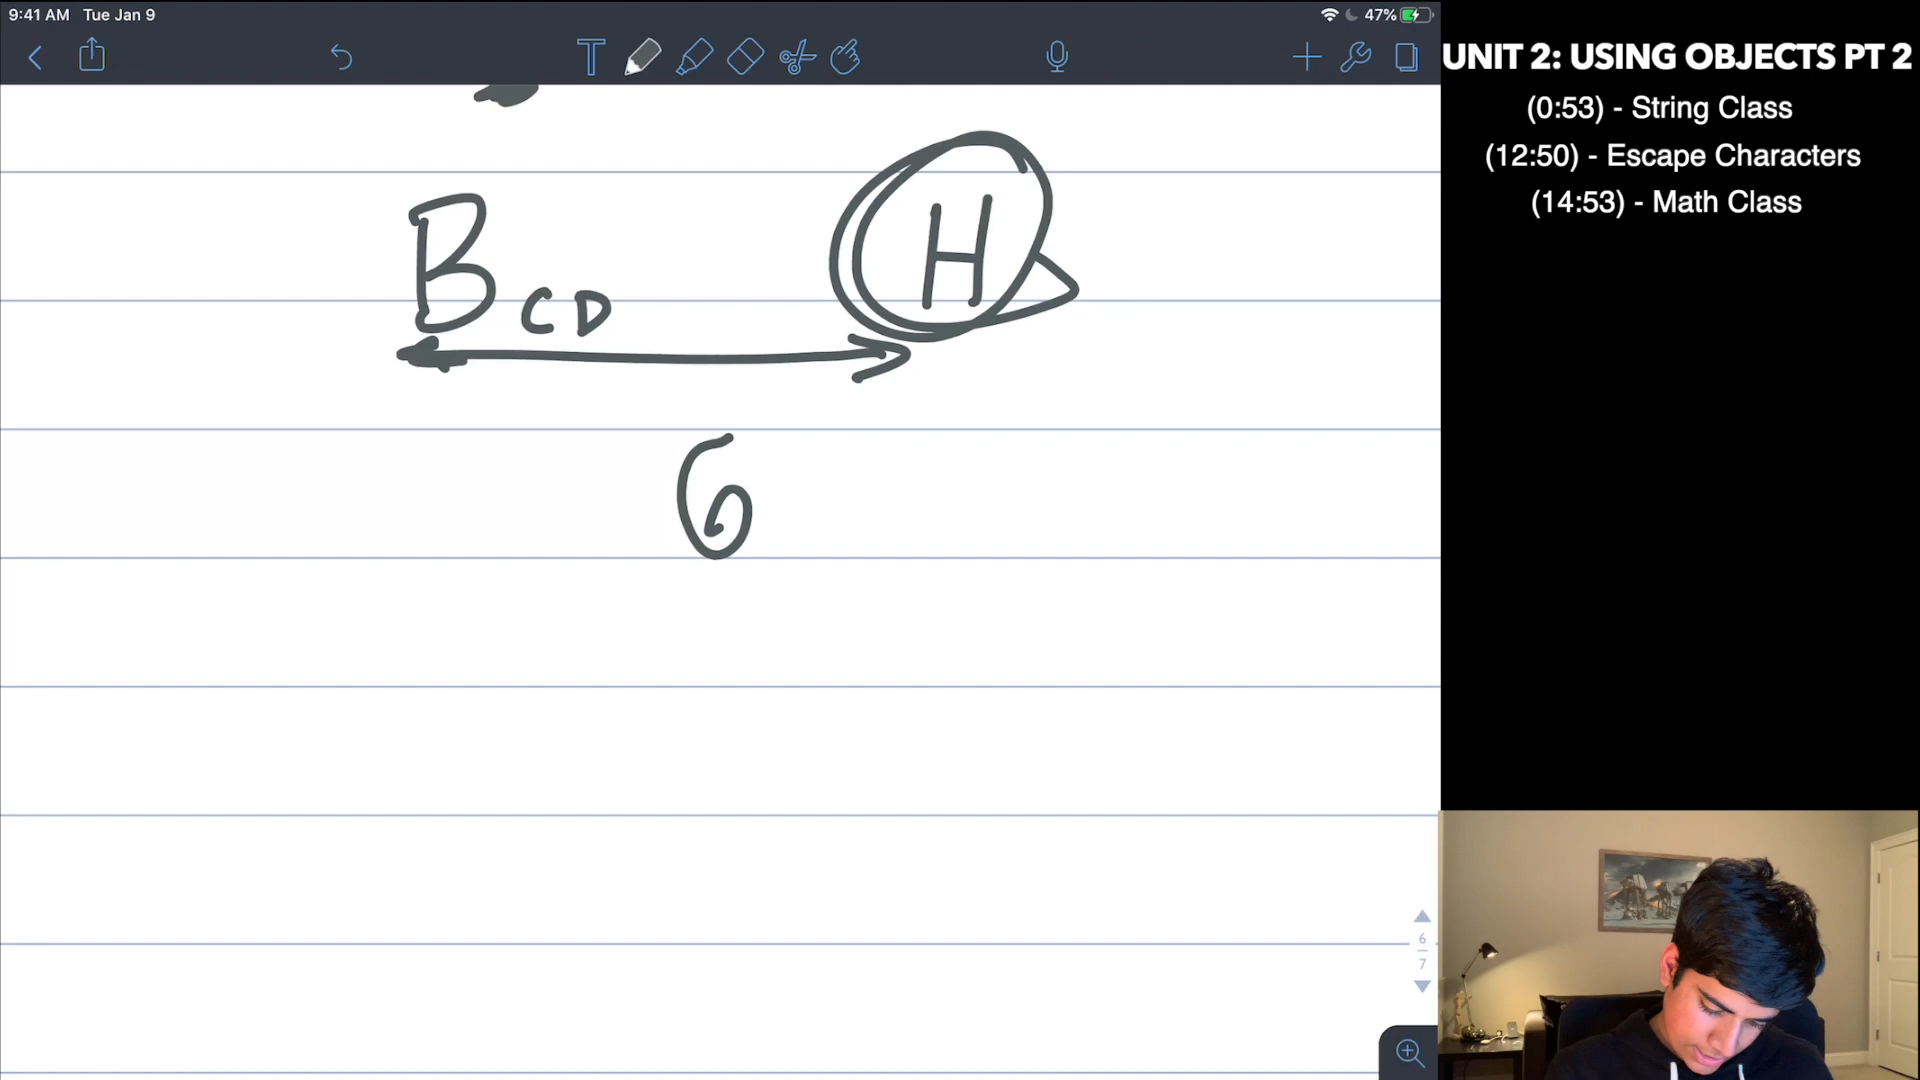 9:41 AM Tue Jan 9
47%
T
UNIT 2: USING OBJECTS PT 2
(0:53) - String Class
(12:50) - Escape Characters
(14:53) - Math Class
B CD H
6
6
7